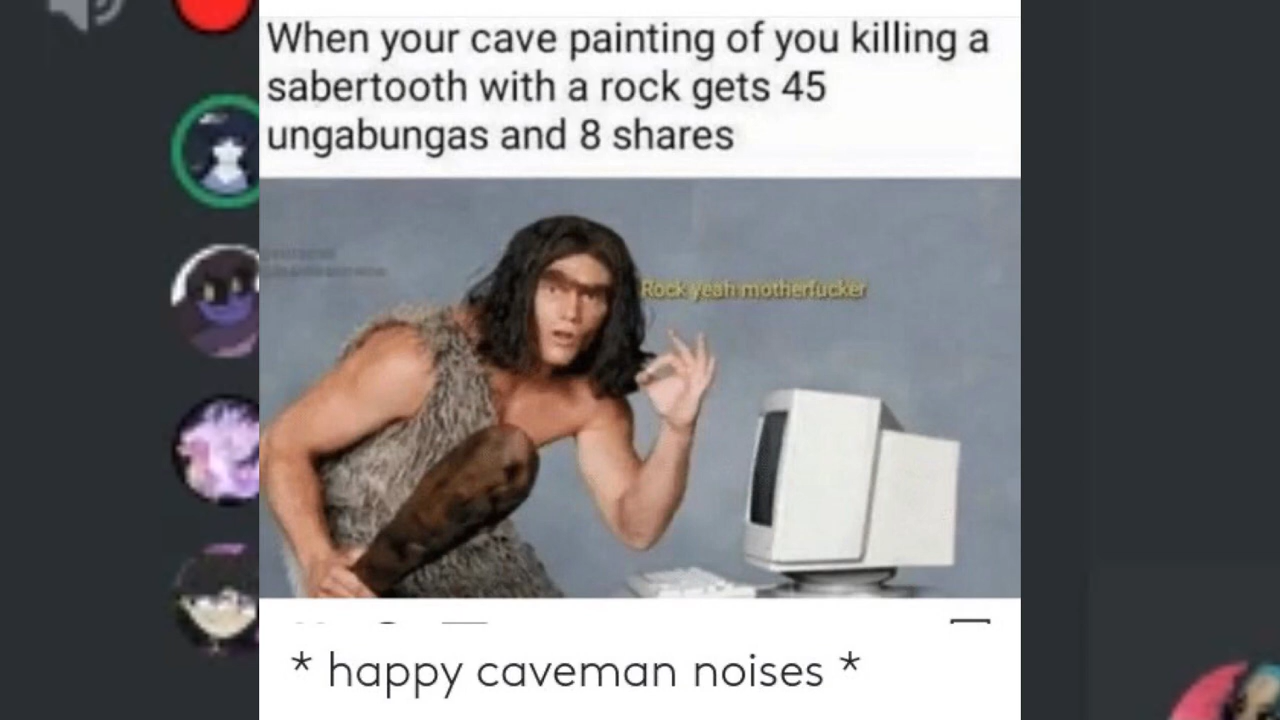 When your cave painting of you killing a
sabertooth with a rock gets 45
ungabungas and 8 shares
Rock yeah motherfucker
* happy caveman noises *